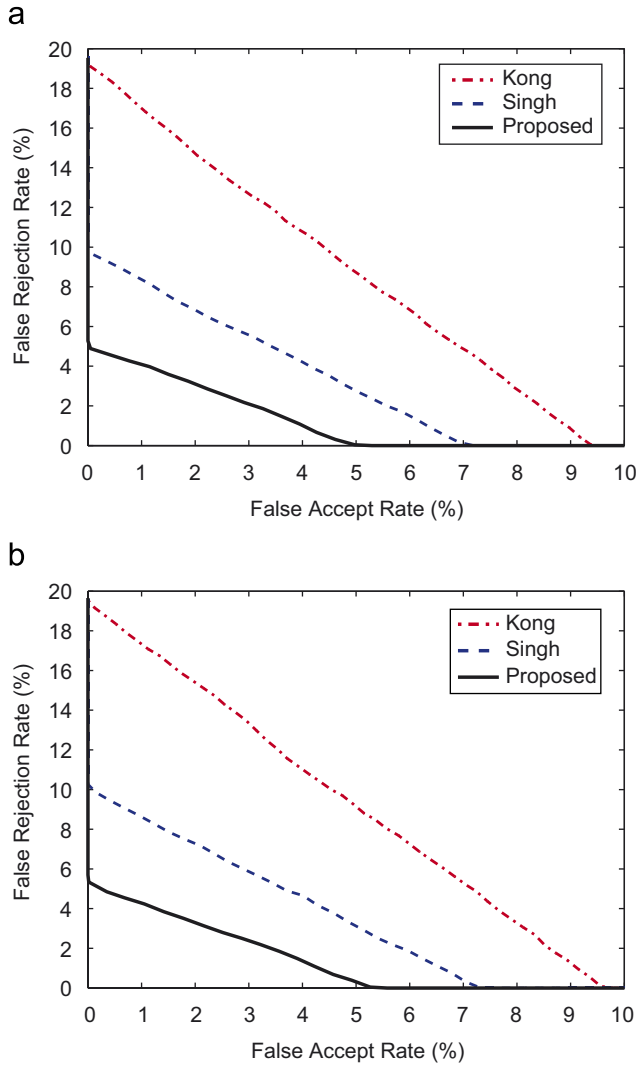 a
20
18
16
14
12
10
8
6
4
2
0
False Rejection Rate (%)
Kong
Singh
Proposed
0 1 2 3 4 5 6 7 8 9 10
False Accept Rate (%)
b
20
18
16
14
12
10
8
6
4
2
0
False Rejection Rate (%)
Kong
Singh
Proposed
0 1 2 3 4 5 6 7 8 9 10
False Accept Rate (%)